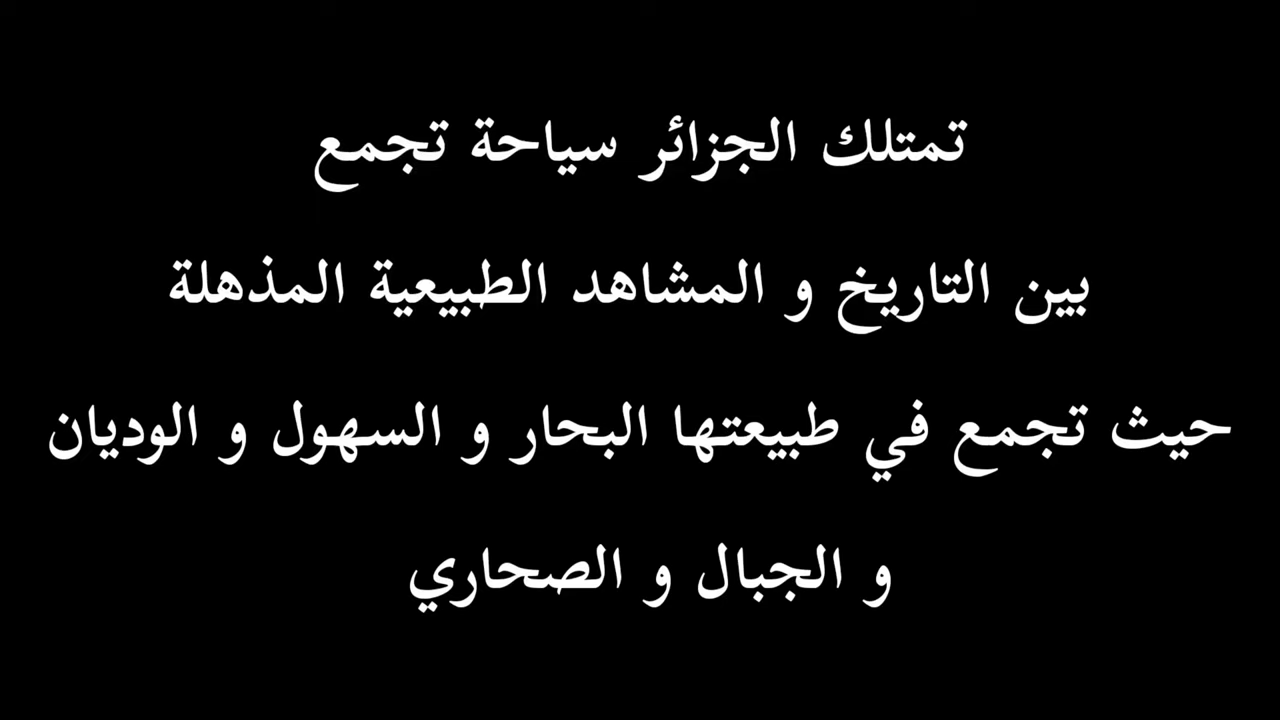 تمتلك الجزائر سياحة تجمع
بين التاريخ و المشاهد الطبيعية المذهلة
حيث تجمع في طبيعتها البحار و السهول و الوديان
و الجبال و الصحاري